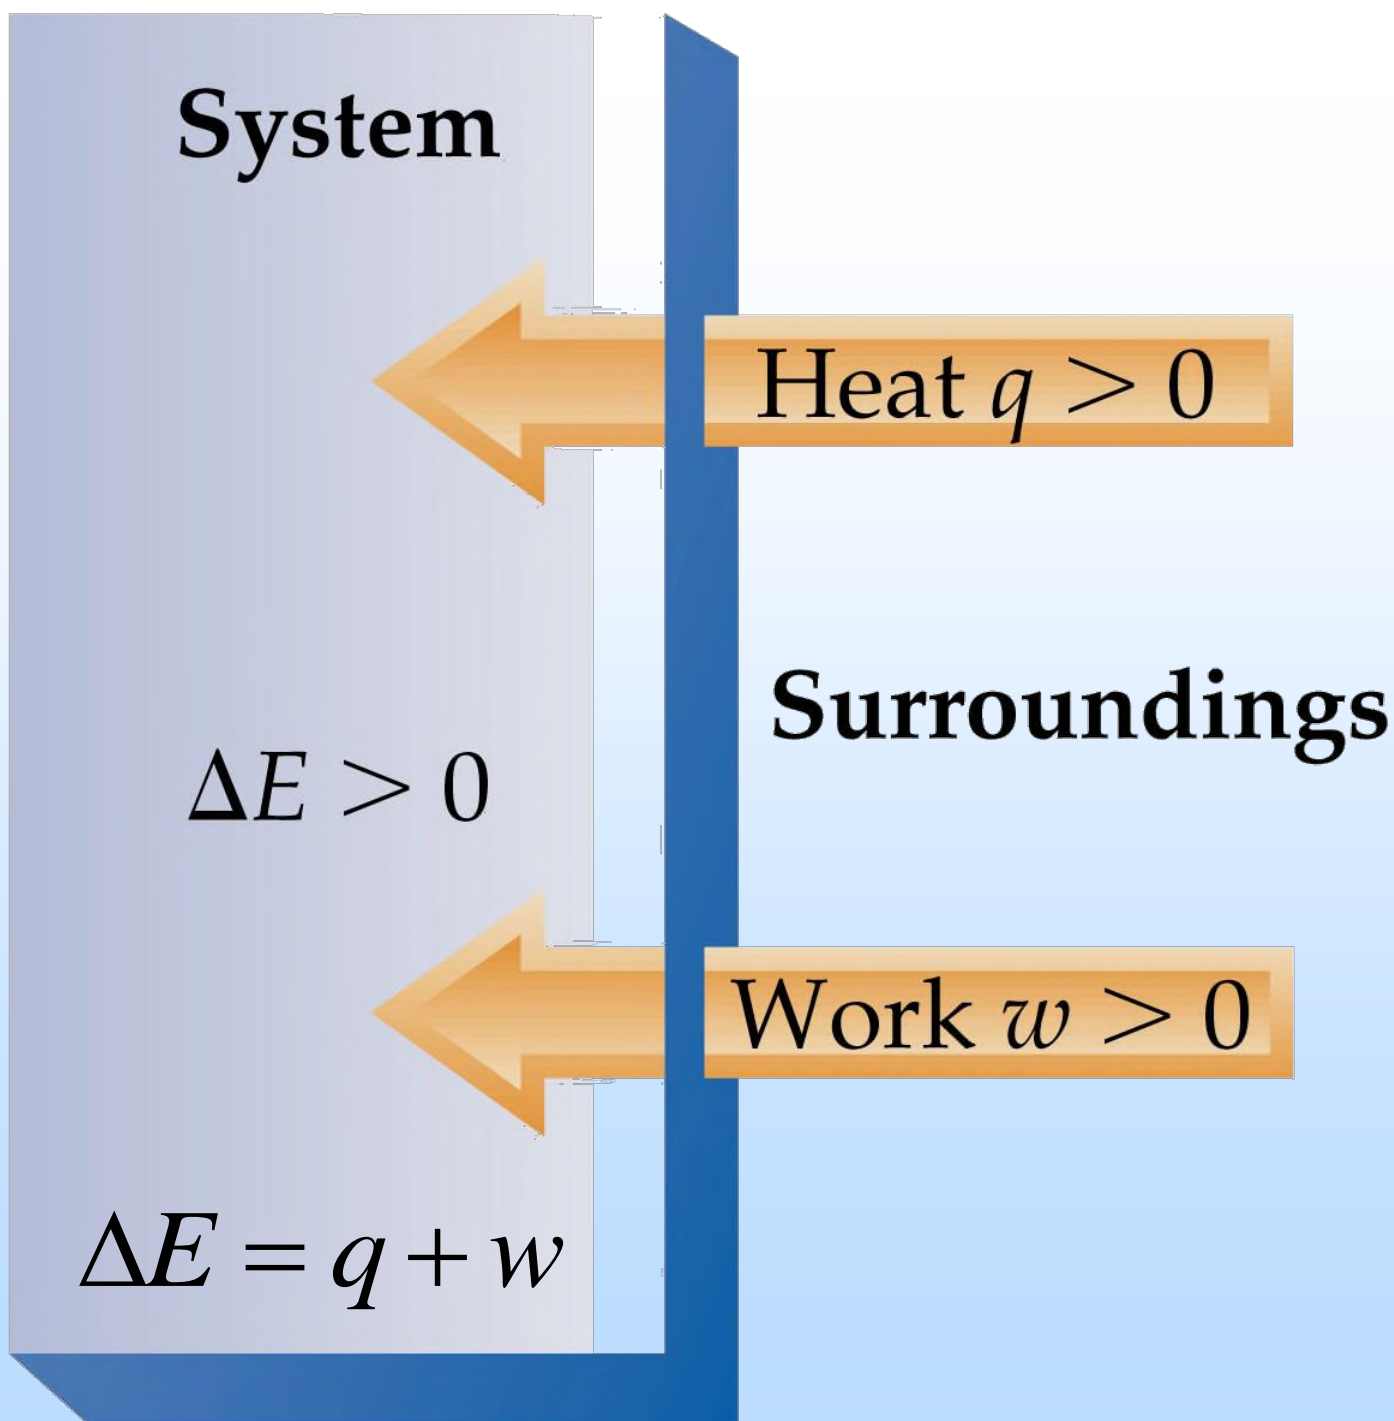 System
Heat q > 0
Surroundings
ΔE > 0
Work w > 0
ΔE = q + w